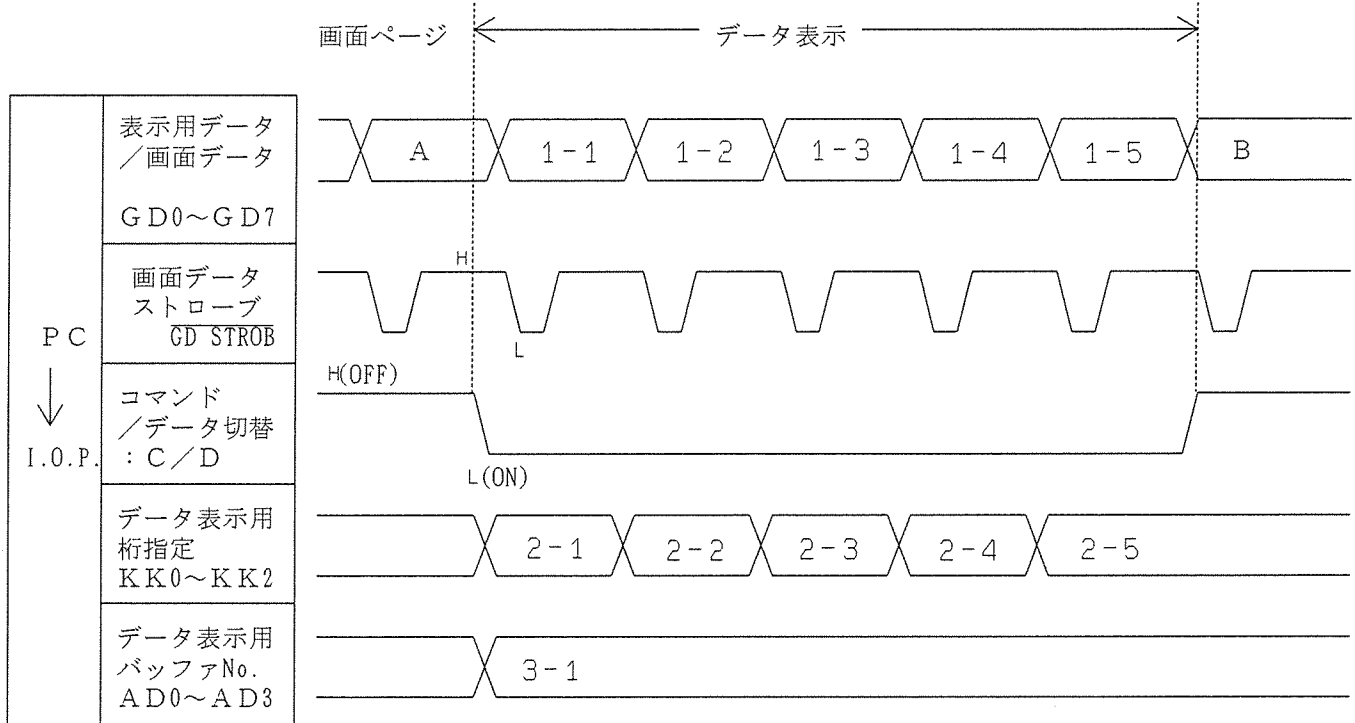 画面ページ データ表示
表示用データ
／画面データ
ＧＤ0～ＧＤ7
A 1-1 1-2 1-3 1-4 1-5 B
画面データ
ストローブ
GD STROB
H
L
ＰＣ
↓
I.O.P.
コマンド
／データ切替
：Ｃ／Ｄ
H(OFF)
L(ON)
データ表示用
桁指定
ＫＫ0～ＫＫ2
2-1 2-2 2-3 2-4 2-5
データ表示用
バッファNo.
ＡＤ0～ＡＤ3
3-1